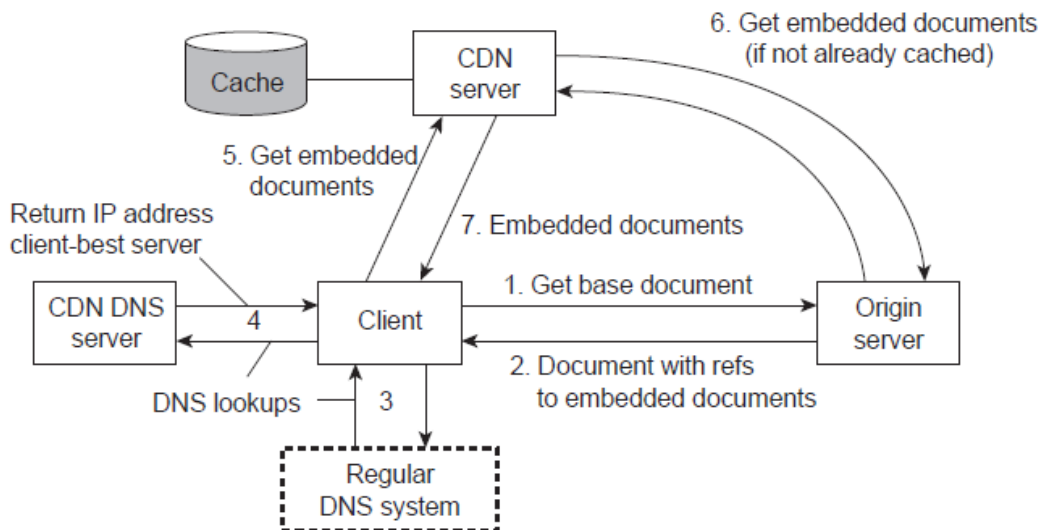 6. Get embedded documents
(if not already cached)
CDN
server
Cache
5. Get embedded
documents
Return IP address
client-best server
7. Embedded documents
1. Get base document
CDN DNS
server
4
Client
Origin
server
2. Document with refs
to embedded documents
DNS lookups
3
Regular
DNS system